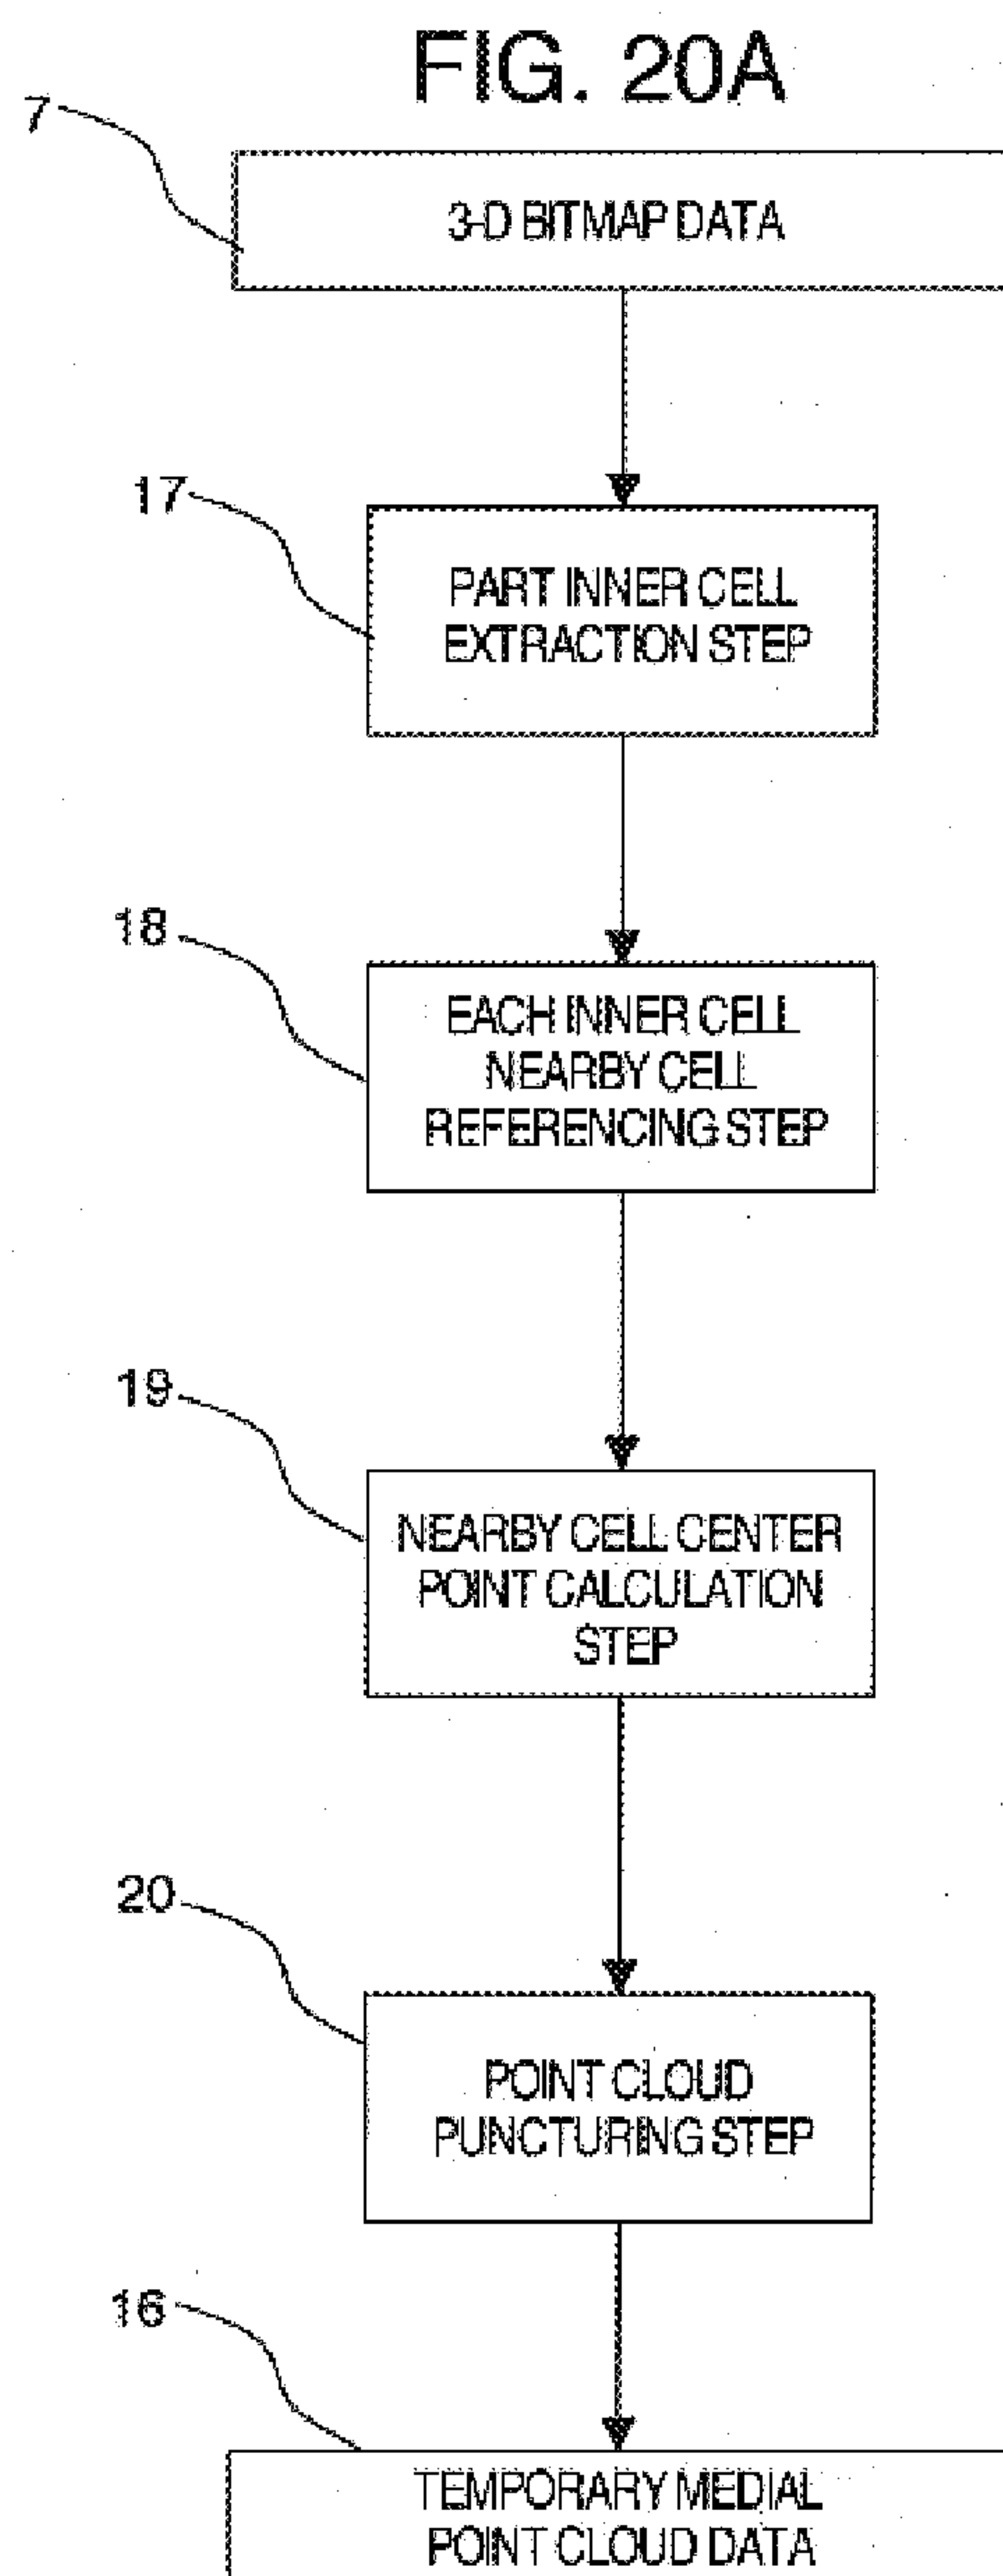 FIG. 20A
7
3-D BITMAP DATA
17
PART INNER CELL
EXTRACTION STEP
18
EACH INNER CELL
NEARBY CELL
REFERENCING STEP
19
NEARBY CELL CENTER
POINT CALCULATION
STEP
20
POINT CLOUD
PUNCTURING STEP
16
TEMPORARY MEDIAL
POINT CLOUD DATA